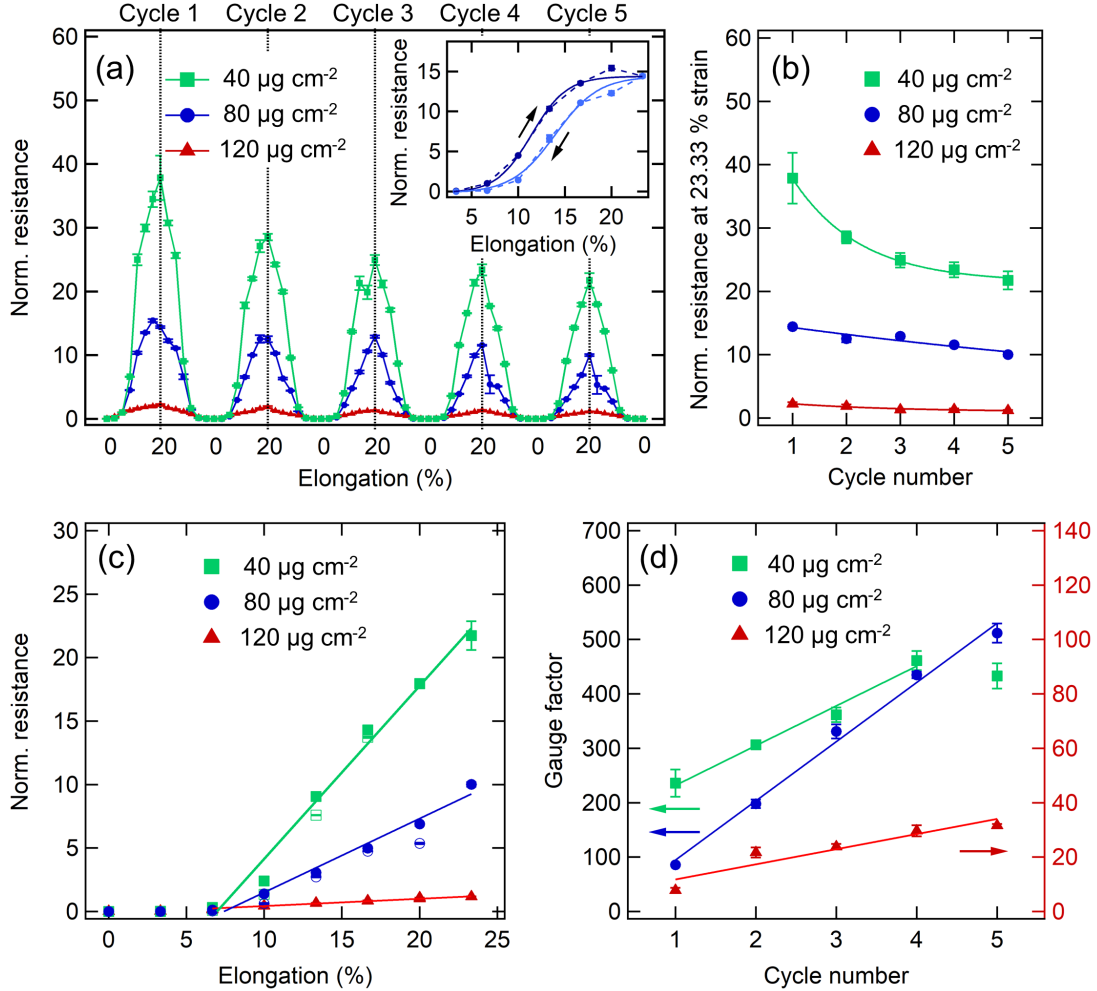 Cycle 1 Cycle 2 Cycle 3 Cycle 4 Cycle 5
(a)
60
50
40
30
20
10
0
Norm. resistance
40 µg cm-2
80 µg cm-2
120 µg cm-2
0 20 0 20 0 20 0 20 0 20 0
Elongation (%)
15
10
5
0
Norm. resistance
5 10 15 20
Elongation (%)
(b)
60
50
40
30
20
10
0
Norm. resistance at 23.33 % strain
40 µg cm-2
80 µg cm-2
120 µg cm-2
1 2 3 4 5
Cycle number
(c)
30
25
20
15
10
5
0
Norm. resistance
40 µg cm-2
80 µg cm-2
120 µg cm-2
0 5 10 15 20 25
Elongation (%)
(d)
700
600
500
400
300
200
100
0
Gauge factor
40 µg cm-2
80 µg cm-2
120 µg cm-2
140
120
100
80
60
40
20
0
1 2 3 4 5
Cycle number